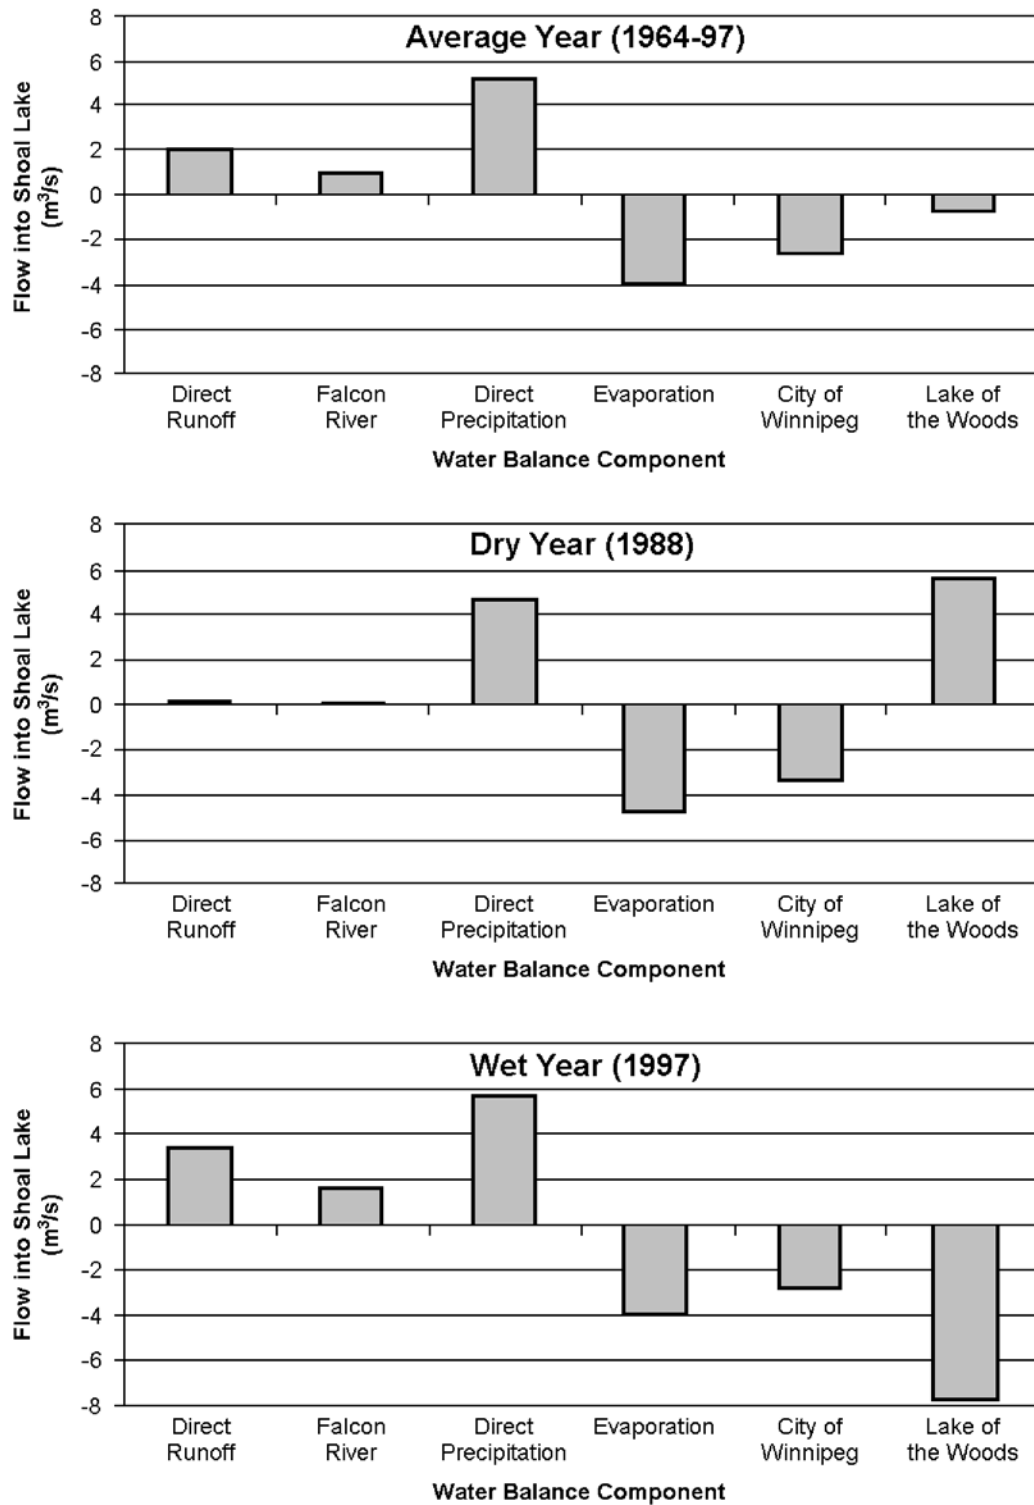 Average Year (1964-97)
8
6
4
2
0
-2
-4
-6
-8
Flow into Shoal Lake
(m³/s)
Direct
Runoff
Falcon
River
Direct
Precipitation
Evaporation
City of
Winnipeg
Lake of
the Woods
Water Balance Component
Dry Year (1988)
8
6
4
2
0
-2
-4
-6
-8
Flow into Shoal Lake
(m³/s)
Direct
Runoff
Falcon
River
Direct
Precipitation
Evaporation
City of
Winnipeg
Lake of
the Woods
Water Balance Component
Wet Year (1997)
8
6
4
2
0
-2
-4
-6
-8
Flow into Shoal Lake
(m³/s)
Direct
Runoff
Falcon
River
Direct
Precipitation
Evaporation
City of
Winnipeg
Lake of
the Woods
Water Balance Component